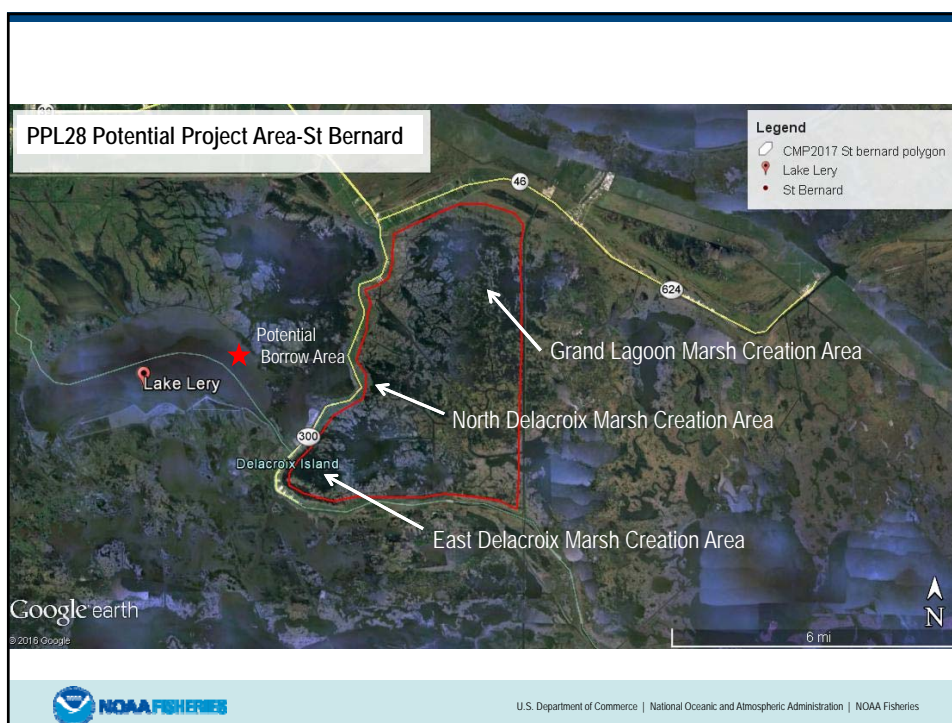 PPL28 Potential Project Area-St Bernard
Legend
CMP2017 St bernard polygon
Lake Lery
St Bernard
46
624
Potential
Borrow Area
Grand Lagoon Marsh Creation Area
Lake Lery
North Delacroix Marsh Creation Area
300
Delacroix Island
East Delacroix Marsh Creation Area
Google earth
© 2016 Google
N
6 mi
NOAA FISHERIES
U.S. Department of Commerce | National Oceanic and Atmospheric Administration | NOAA Fisheries